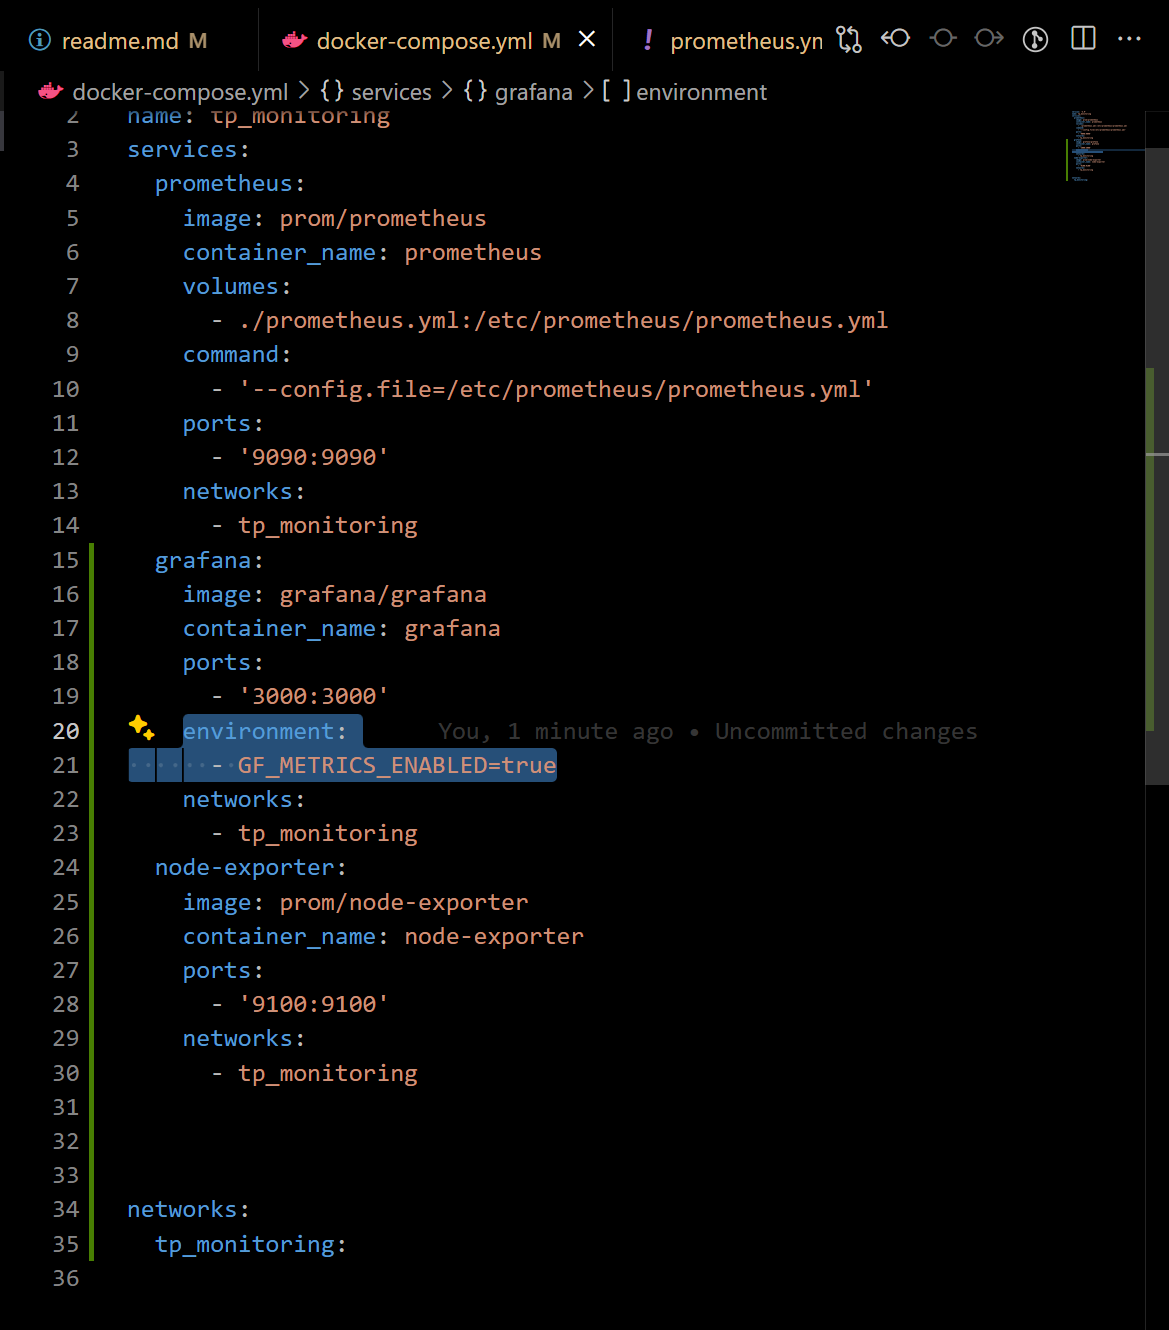 readme.md M
docker-compose.yml M
! prometheus.yn
docker-compose.yml > {} services > {} grafana > [ ] environment
2 name: tp_monitoring
3 services:
4 prometheus:
5 image: prom/prometheus
6 container_name: prometheus
7 volumes:
8 - ./prometheus.yml:/etc/prometheus/prometheus.yml
9 command:
10 - '--config.file=/etc/prometheus/prometheus.yml'
11 ports:
12 - '9090:9090'
13 networks:
14 - tp_monitoring
15 grafana:
16 image: grafana/grafana
17 container_name: grafana
18 ports:
19 - '3000:3000'
20 environment: You, 1 minute ago • Uncommitted changes
21 - GF_METRICS_ENABLED=true
22 networks:
23 - tp_monitoring
24 node-exporter:
25 image: prom/node-exporter
26 container_name: node-exporter
27 ports:
28 - '9100:9100'
29 networks:
30 - tp_monitoring
31
32
33
34 networks:
35 tp_monitoring:
36